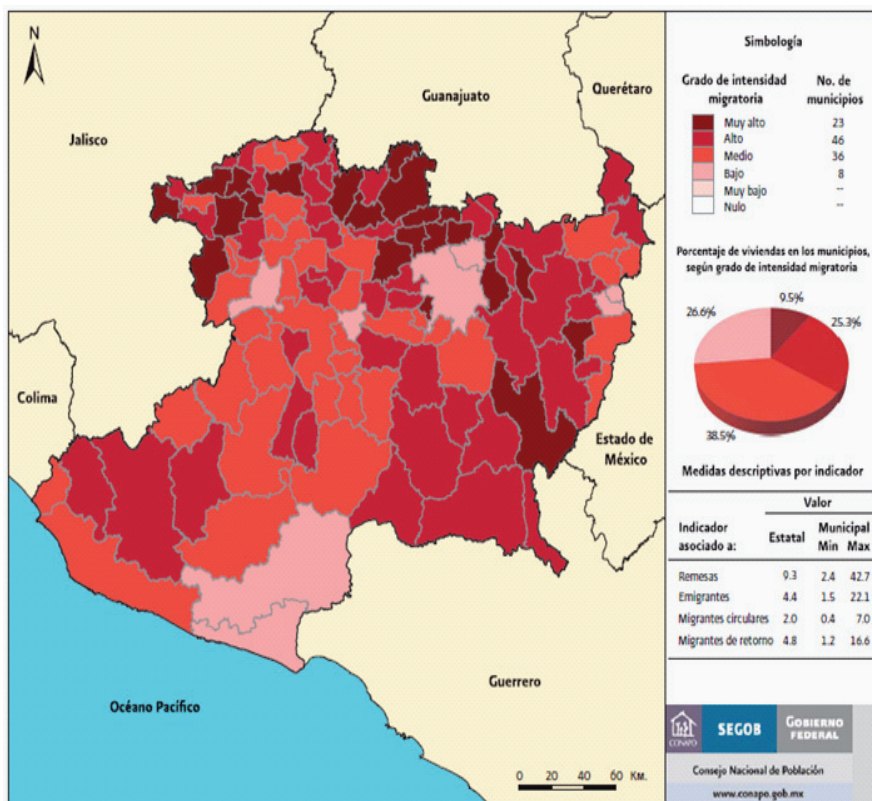 N
Jalisco
Guanajuato
Querétaro
Colima
Estado de
México
Guerrero
Océano Pacífico
0 20 40 60 Km.
Simbología
Grado de intensidad migratoria No. de municipios
Muy alto 23
Alto 46
Medio 36
Bajo 8
Muy bajo --
Nulo --
Porcentaje de viviendas en los municipios,
según grado de intensidad migratoria
9.5%
26.6%
25.3%
38.5%
Medidas descriptivas por indicador
Valor
Indicador asociado a: Estatal Municipal Min Max
Remesas 9.3 2.4 42.7
Emigrantes 4.4 1.5 22.1
Migrantes circulares 2.0 0.4 7.0
Migrantes de retorno 4.8 1.2 16.6
CONAPO
SEGOB
GOBIERNO
FEDERAL
Consejo Nacional de Población
www.conapo.gob.mx